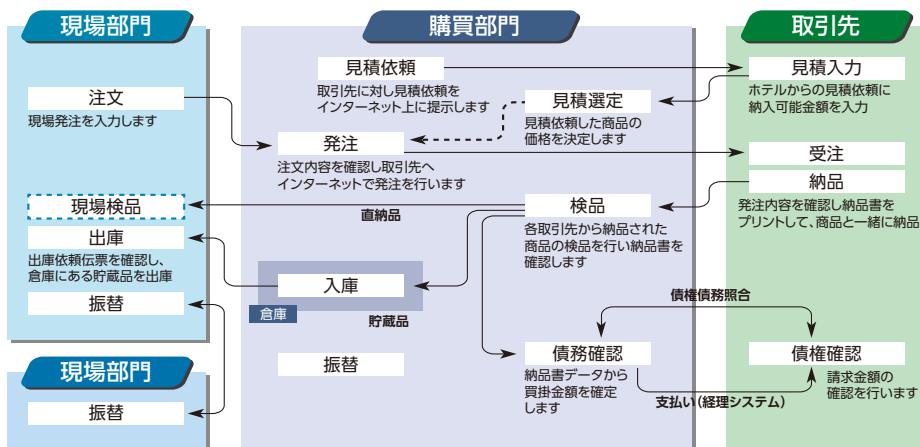 現場部門
注文
現場発注を入力します
現場検品
出庫
出庫依頼伝票を確認し、
倉庫にある貯蔵品を出庫
振替
現場部門
振替
購買部門
見積依頼
取引先に対し見積依頼を
インターネット上に提示します
見積選定
見積依頼した商品の
価格を決定します
発注
注文内容を確認し取引先へ
インターネットで発注を行います
直納品
検品
各取引先から納品された
商品の検品を行い納品書を
確認します
入庫
倉庫
貯蔵品
振替
債務確認
納品書データから
買掛金額を確定
します
債権債務照合
支払い（経理システム）
取引先
見積入力
ホテルからの見積依頼に
納入可能金額を入力
受注
納品
発注内容を確認し納品書を
プリントして、商品と一緒に納品
債権確認
請求金額の
確認を行います